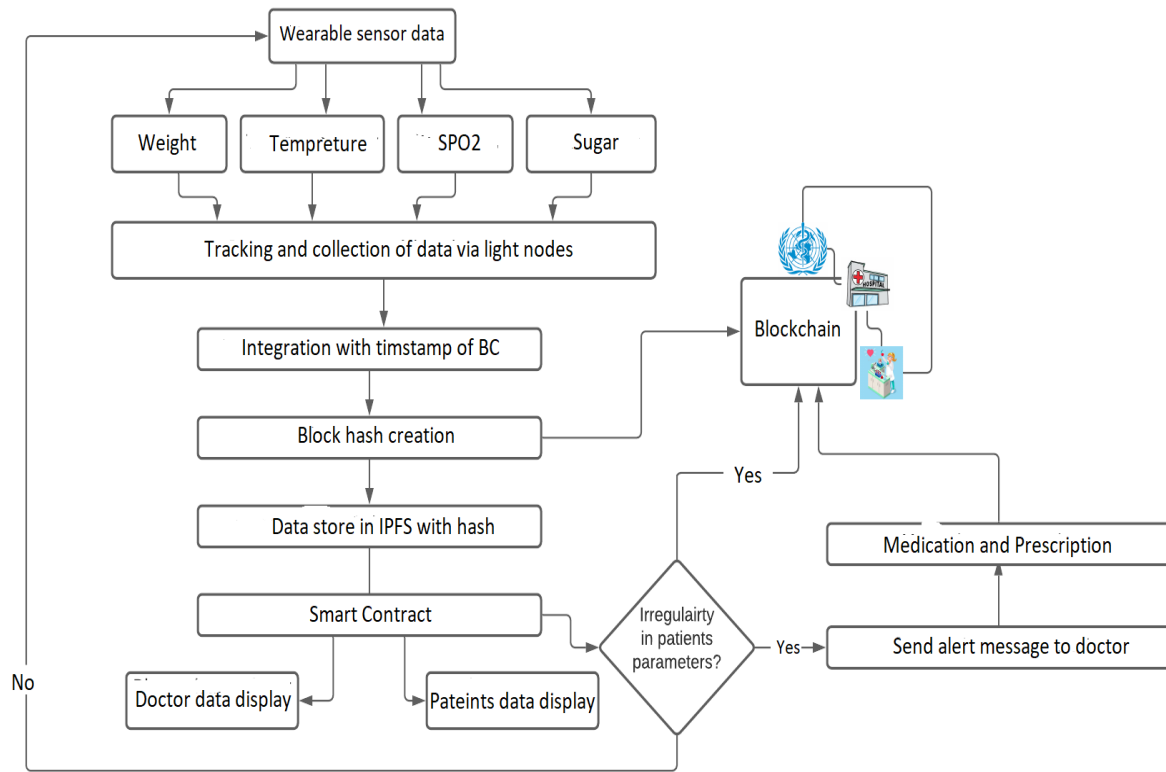 Wearable sensor data
Weight
Tempreture
SPO2
Sugar
Tracking and collection of data via light nodes
HOSPITAL
Integration with timstamp of BC
Blockchain
Block hash creation
Yes
Data store in IPFS with hash
Medication and Prescription
Smart Contract
Irregulairty
in patients
parameters?
Yes
Send alert message to doctor
No
Doctor data display
Pateints data display